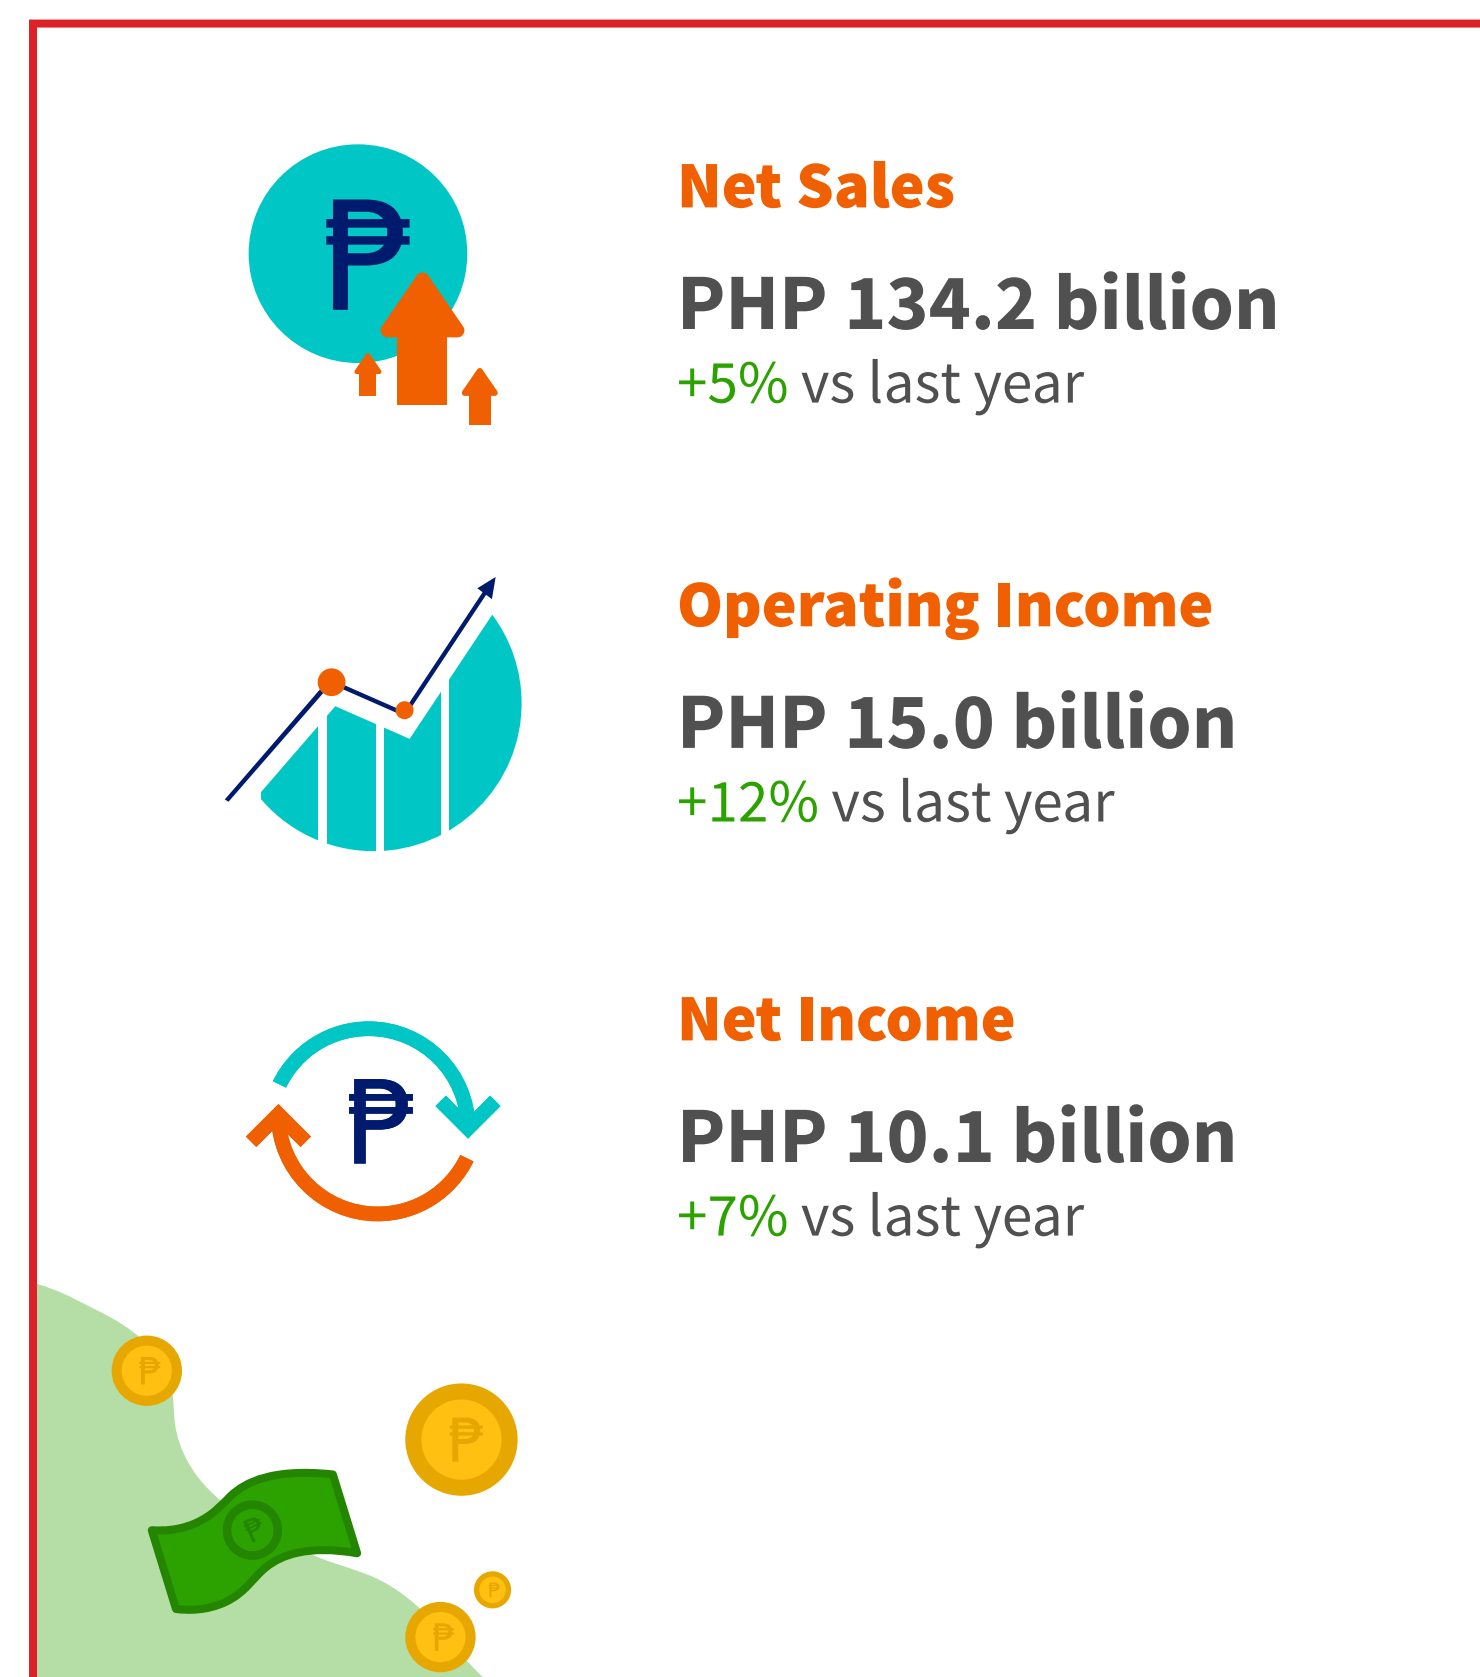 Net Sales
PHP 134.2 billion
+5% vs last year
Operating Income
PHP 15.0 billion
+12% vs last year
Net Income
PHP 10.1 billion
+7% vs last year